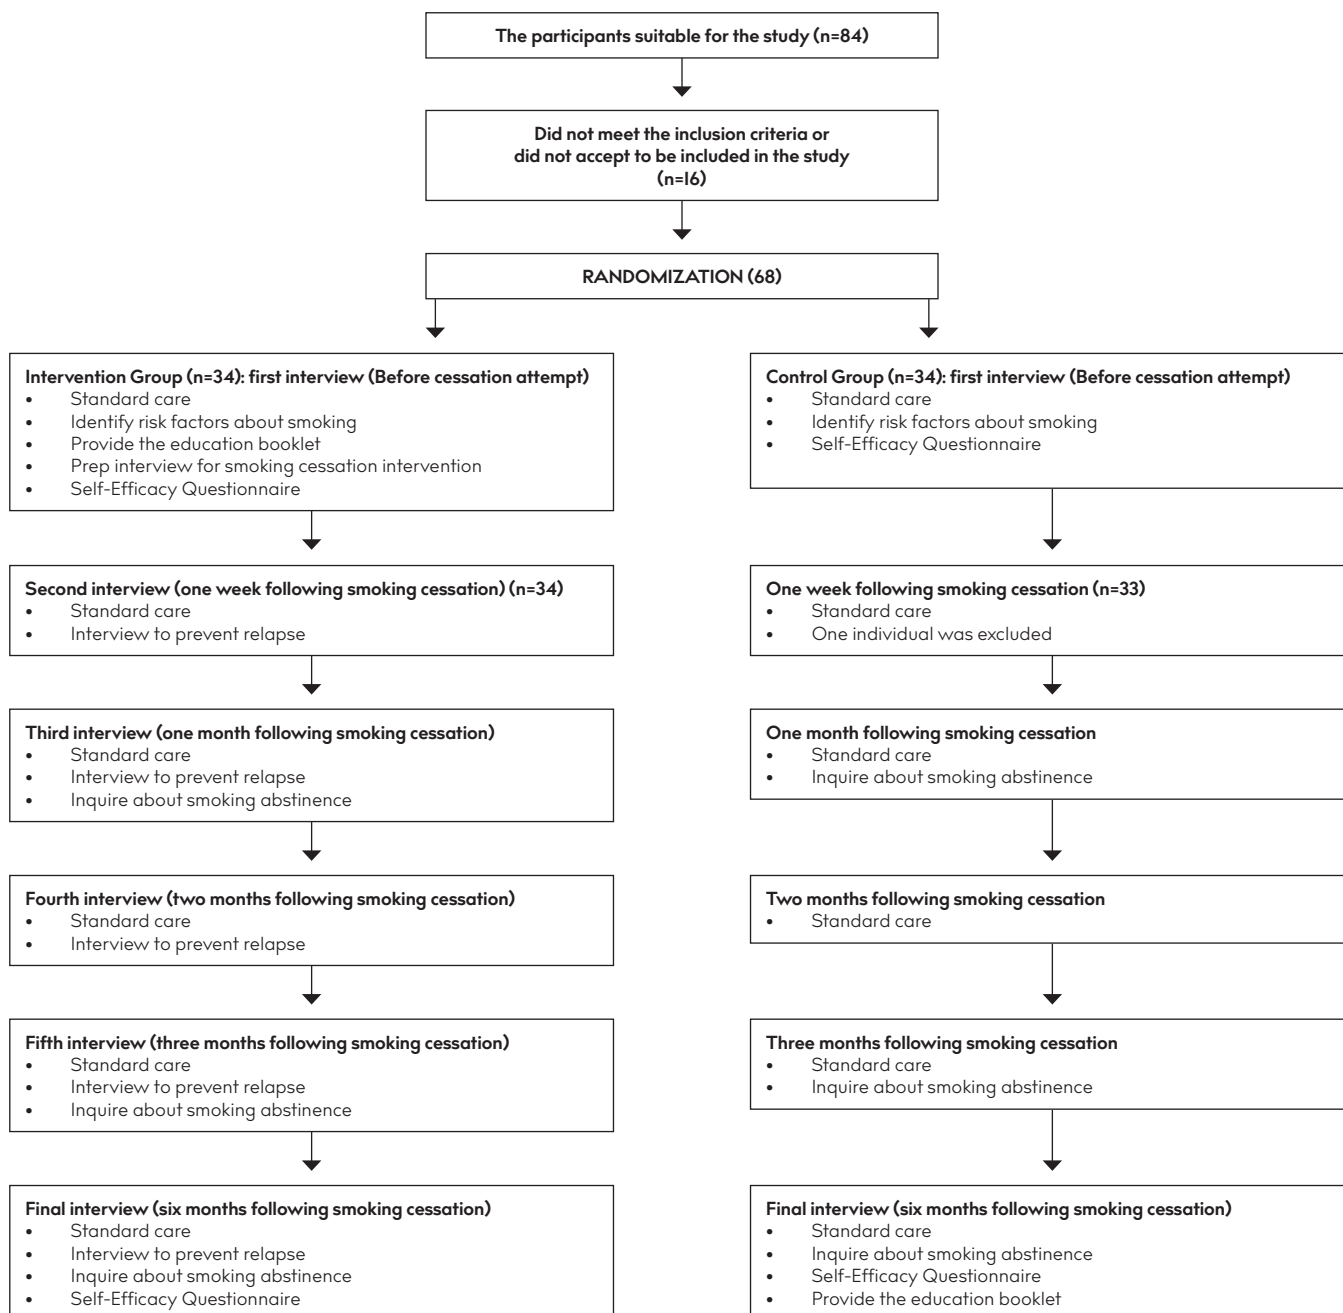 The participants suitable for the study (n=84)
Did not meet the inclusion criteria or
did not accept to be included in the study
(n=16)
RANDOMIZATION (68)
Intervention Group (n=34): first interview (Before cessation attempt)
• Standard care
• Identify risk factors about smoking
• Provide the education booklet
• Prep interview for smoking cessation intervention
• Self-Efficacy Questionnaire
Control Group (n=34): first interview (Before cessation attempt)
• Standard care
• Identify risk factors about smoking
• Self-Efficacy Questionnaire
Second interview (one week following smoking cessation) (n=34)
• Standard care
• Interview to prevent relapse
One week following smoking cessation (n=33)
• Standard care
• One individual was excluded
Third interview (one month following smoking cessation)
• Standard care
• Interview to prevent relapse
• Inquire about smoking abstinence
One month following smoking cessation
• Standard care
• Inquire about smoking abstinence
Fourth interview (two months following smoking cessation)
• Standard care
• Interview to prevent relapse
Two months following smoking cessation
• Standard care
Fifth interview (three months following smoking cessation)
• Standard care
• Interview to prevent relapse
• Inquire about smoking abstinence
Three months following smoking cessation
• Standard care
• Inquire about smoking abstinence
Final interview (six months following smoking cessation)
• Standard care
• Interview to prevent relapse
• Inquire about smoking abstinence
• Self-Efficacy Questionnaire
Final interview (six months following smoking cessation)
• Standard care
• Inquire about smoking abstinence
• Self-Efficacy Questionnaire
• Provide the education booklet